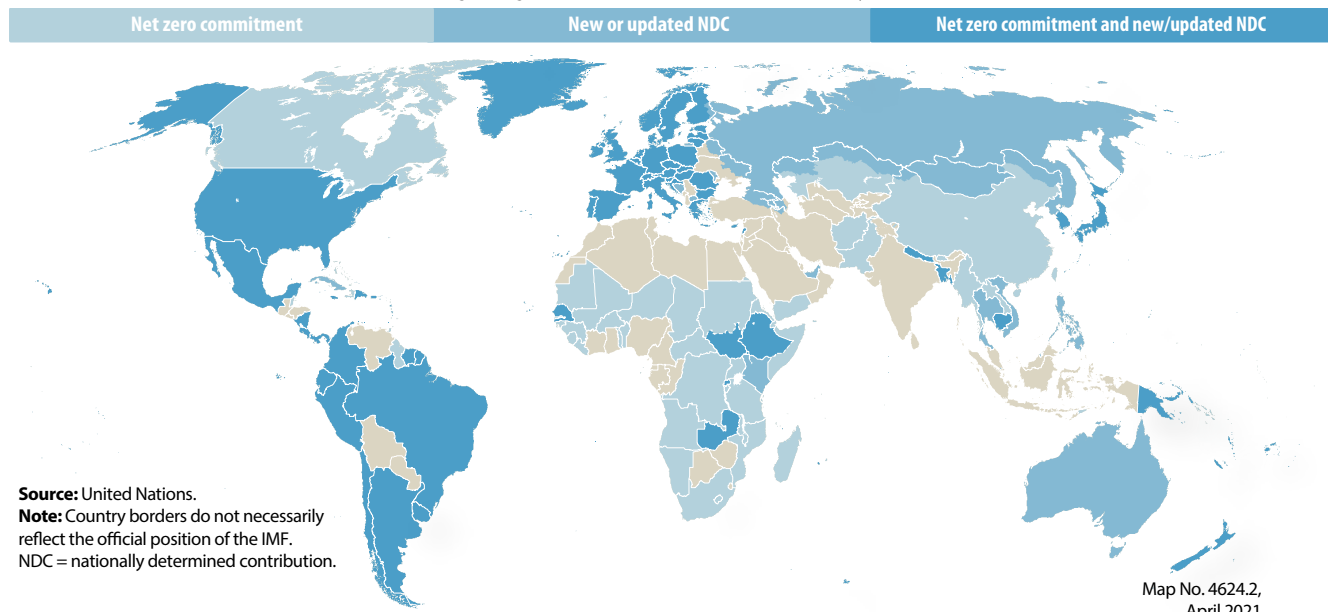 Net zero commitment
New or updated NDC
Net zero commitment and new/updated NDC
Source: United Nations.
Note: Country borders do not necessarily
reflect the official position of the IMF.
NDC = nationally determined contribution.
Map No. 4624.2,
April 2021